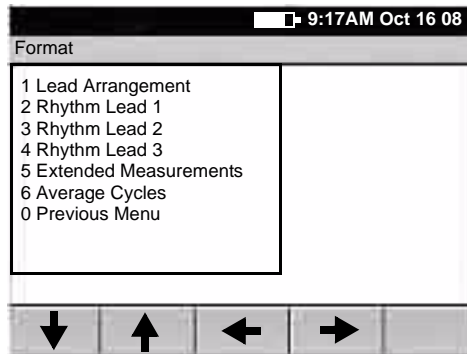 9:17AM Oct 16 08
Format
1 Lead Arrangement
2 Rhythm Lead 1
3 Rhythm Lead 2
4 Rhythm Lead 3
5 Extended Measurements
6 Average Cycles
0 Previous Menu